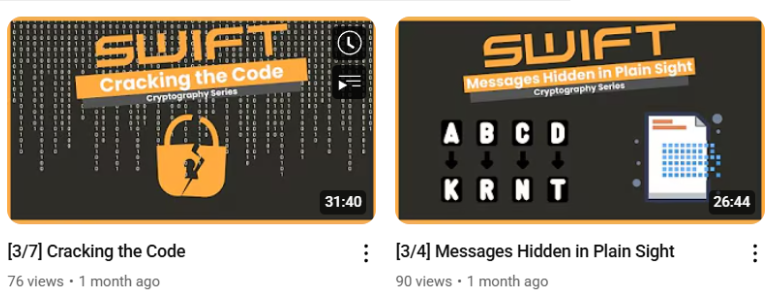 SWIFT
Cracking the Code
Cryptography Series
31:40
[3/7] Cracking the Code
76 views • 1 month ago
SWIFT
Messages Hidden in Plain Sight
Cryptography Series
A B C D
K R N T
26:44
[3/4] Messages Hidden in Plain Sight
90 views • 1 month ago